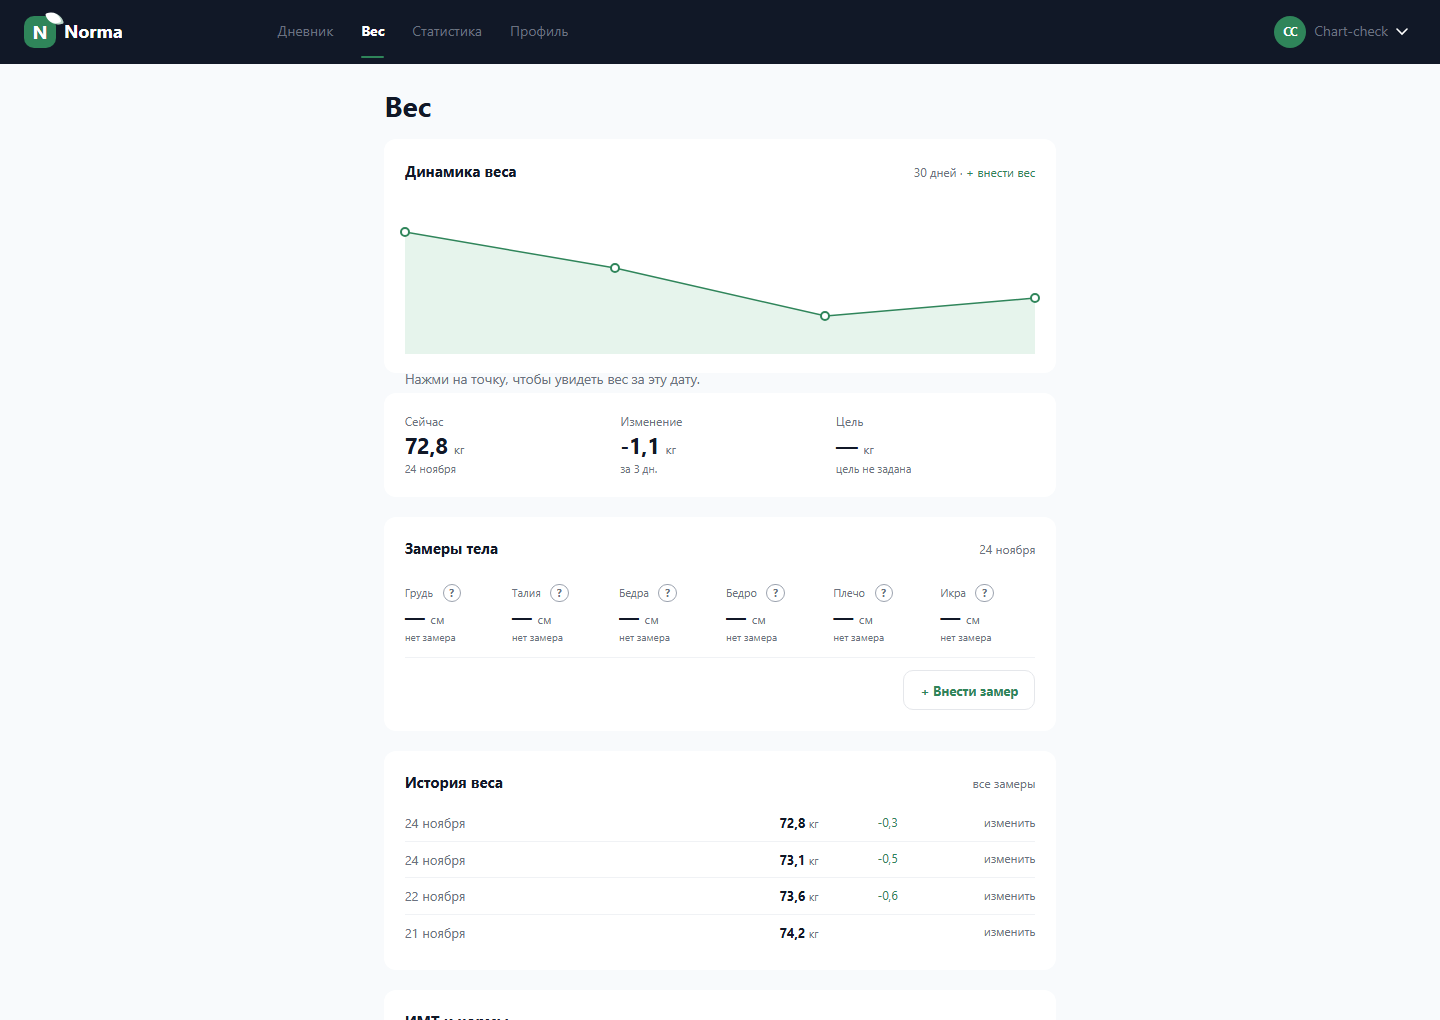 N Norma Дневник Вес Статистика Профиль CC Chart-check
Вес
Динамика веса 30 дней · + внести вес
Нажми на точку, чтобы увидеть вес за эту дату.
Сейчас Изменение Цель
72,8 кг -1,1 кг — кг
24 ноября за 3 дн. цель не задана
Замеры тела 24 ноября
Грудь ? Талия ? Бедра ? Бедро ? Плечо ? Икра ?
— см — см — см — см — см — см
нет замера нет замера нет замера нет замера нет замера нет замера
+ Внести замер
История веса все замеры
24 ноября 72,8 кг -0,3 изменить
24 ноября 73,1 кг -0,5 изменить
22 ноября 73,6 кг -0,6 изменить
21 ноября 74,2 кг изменить